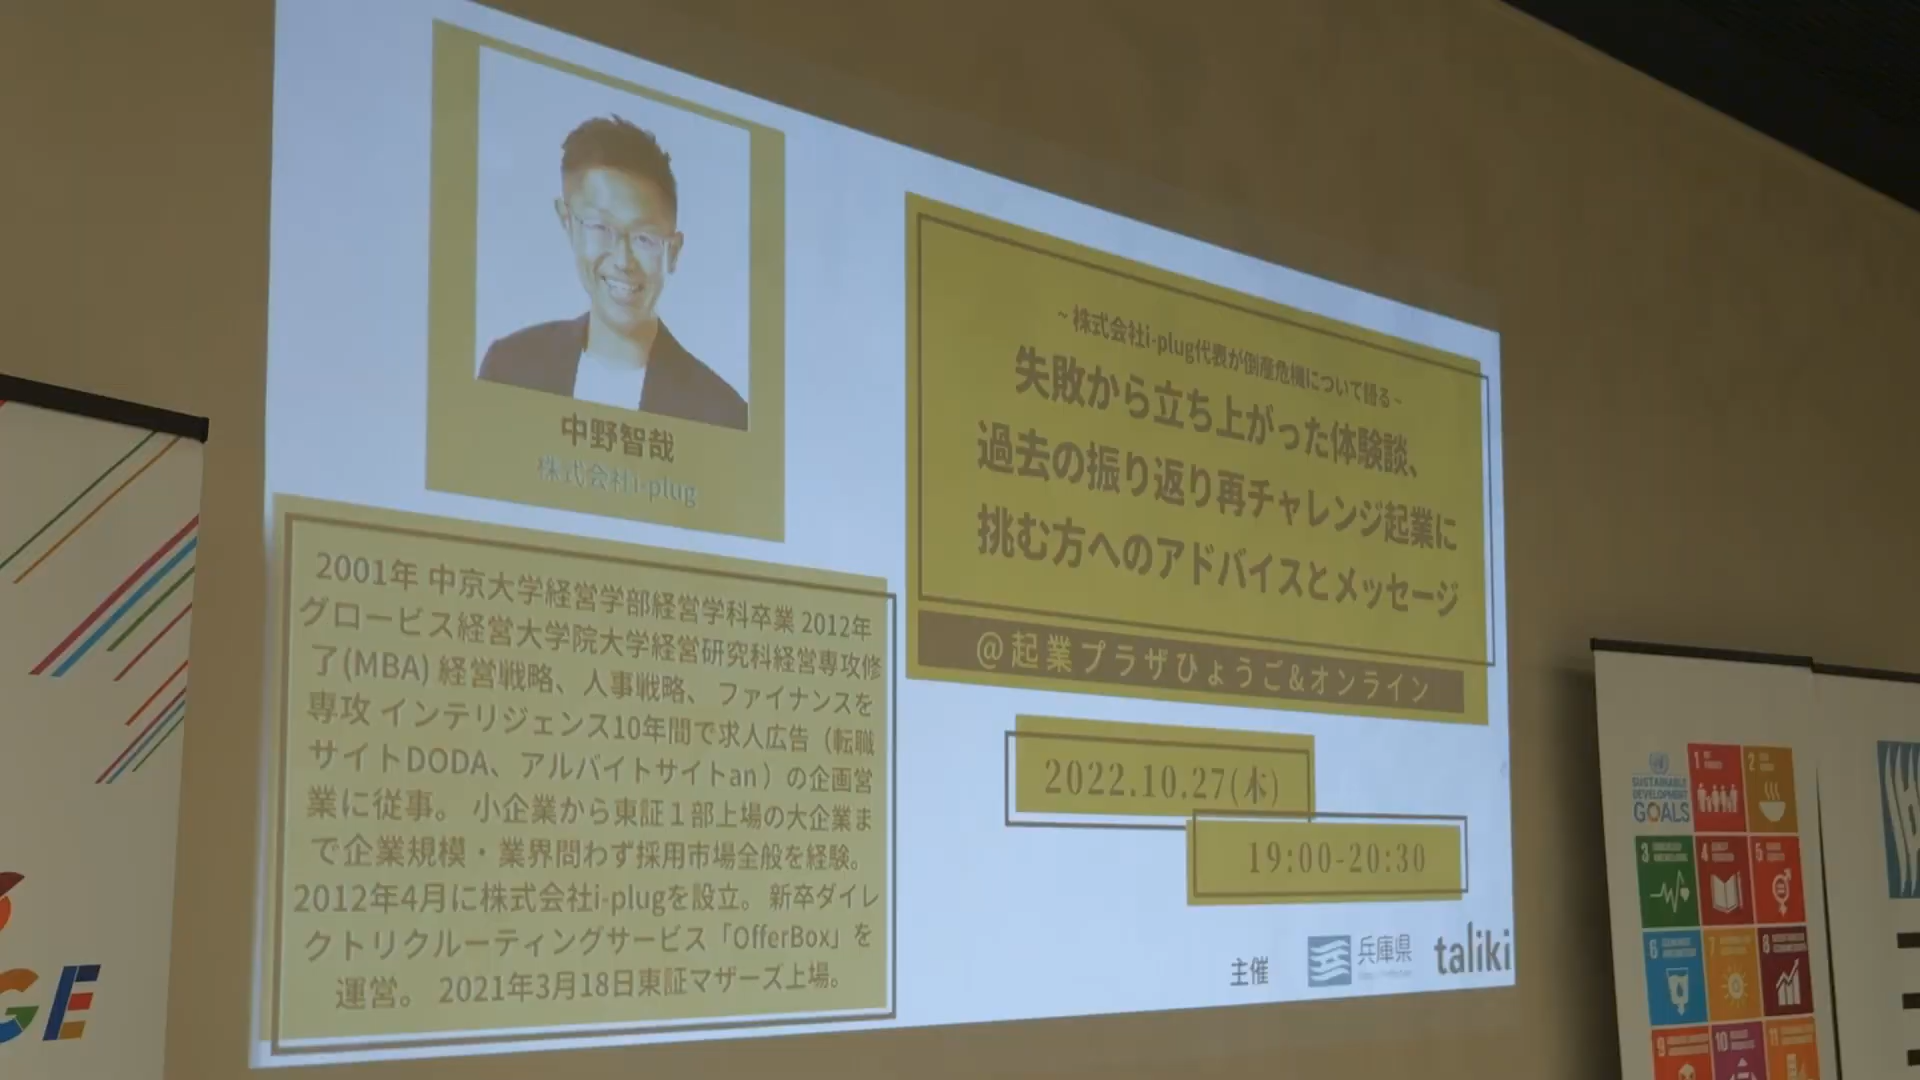 中野智哉
株式会社i-plug
2001年 中京大学経営学部経営学科卒業 2012年
グロービス経営大学院大学経営研究科経営専攻修
了(MBA) 経営戦略、人事戦略、 ファイナンスを
専攻 インテリジェンス10年間で求人広告（転職
サイトDODA、アルバイトサイトan）の企画営
業に従事。 小企業から東証１部上場の大企業ま
で企業規模・業界問わず採用市場全般を経験。
2012年4月に株式会社i-plugを設立。 新卒ダイレ
クトリクルーティングサービス「OfferBox」を
運営。 2021年3月18日東証マザーズ上場。
~ 株式会社i-plug代表が倒産危機について語る ~
失敗から立ち上がった体験談、
過去の振り返り再チャレンジ起業に
挑む方へのアドバイスとメッセージ
@起業プラザひょうご&オンライン
2022.10.27(木)
19:00-20:30
主催
兵庫県
taliki
GE
SUSTAINABLE
DEVELOPMENT
GOALS
1
2
3
4
5
6
7
8
9
10
11